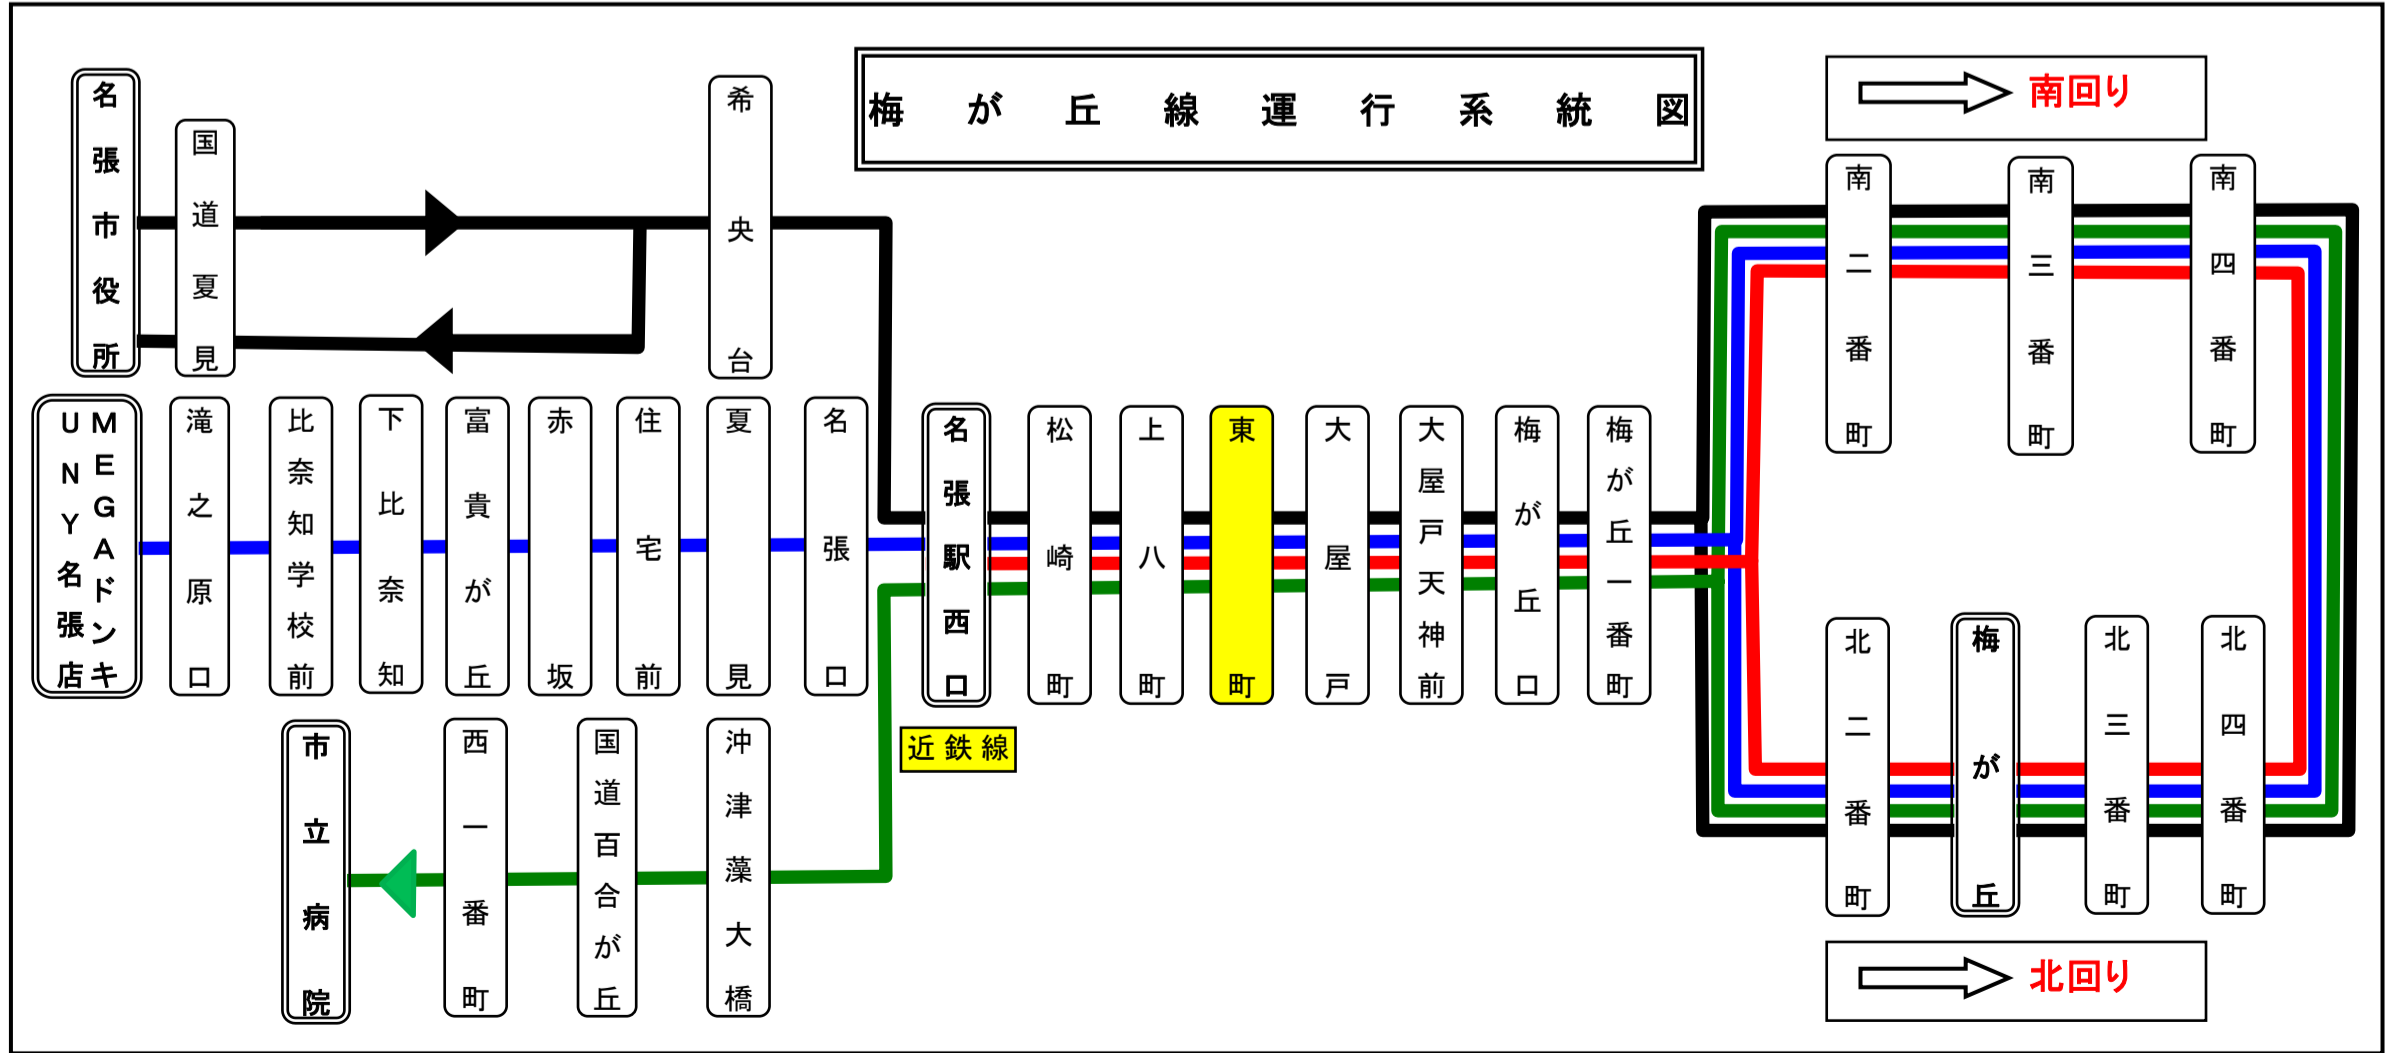 梅が丘線運行系統図
南回り
名張市役所
国道夏見
希央台
南二番町
南三番町
南四番町
MEGAドンキ
UNY名張店
滝之原口
比奈知学校前
下比奈知
富貴が丘
赤坂
住宅前
夏見
名張口
名張駅西口
松崎町
上八町
東町
大屋戸
大屋戸天神前
梅が丘口
梅が丘一番町
近鉄線
市立病院
西一番町
国道百合が丘
沖津藻大橋
北二番町
梅が丘
北三番町
北四番町
北回り